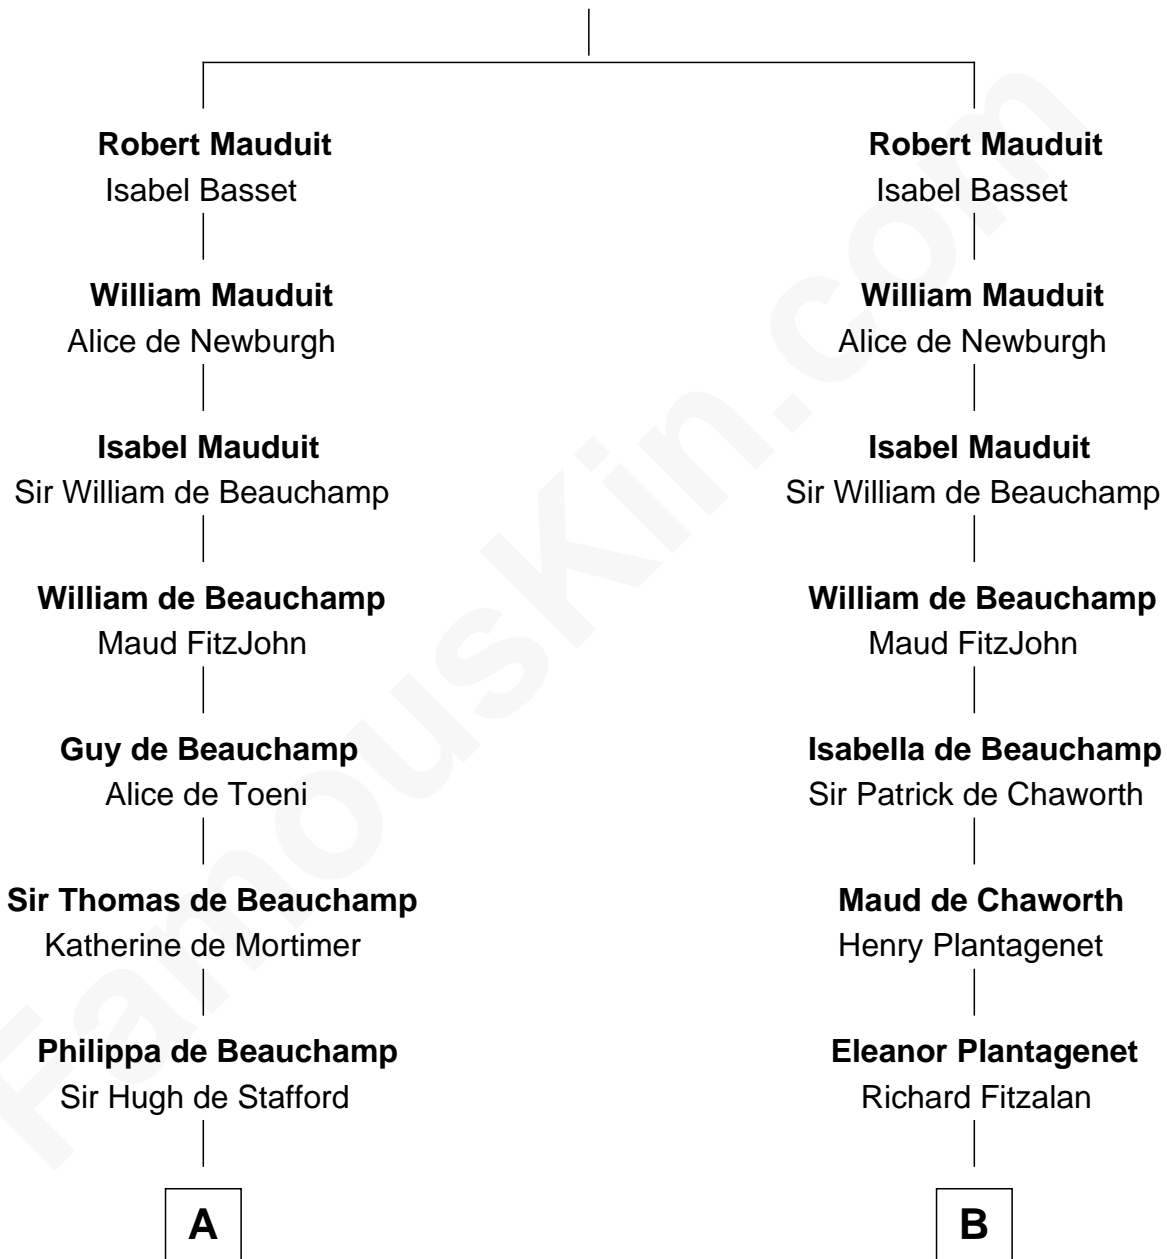 Robert Mauduit
Isabel Basset
William Mauduit
Alice de Newburgh
Isabel Mauduit
Sir William de Beauchamp
William de Beauchamp
Maud FitzJohn
Guy de Beauchamp
Alice de Toeni
Sir Thomas de Beauchamp
Katherine de Mortimer
Philippa de Beauchamp
Sir Hugh de Stafford
A
Robert Mauduit
Isabel Basset
William Mauduit
Alice de Newburgh
Isabel Mauduit
Sir William de Beauchamp
William de Beauchamp
Maud FitzJohn
Isabella de Beauchamp
Sir Patrick de Chaworth
Maud de Chaworth
Henry Plantagenet
Eleanor Plantagenet
Richard Fitzalan
B
FamousKin.com